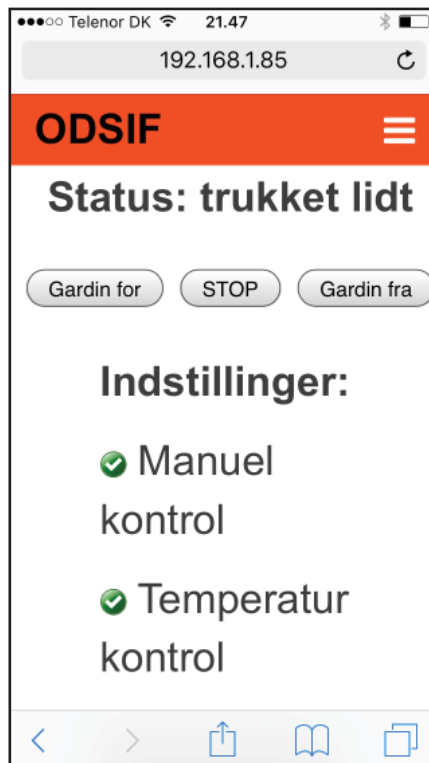 Telenor DK 21.47
192.168.1.85
ODSIF
Status: trukket lidt
Gardin for STOP Gardin fra
Indstillinger:
Manuel
kontrol
Temperatur
kontrol